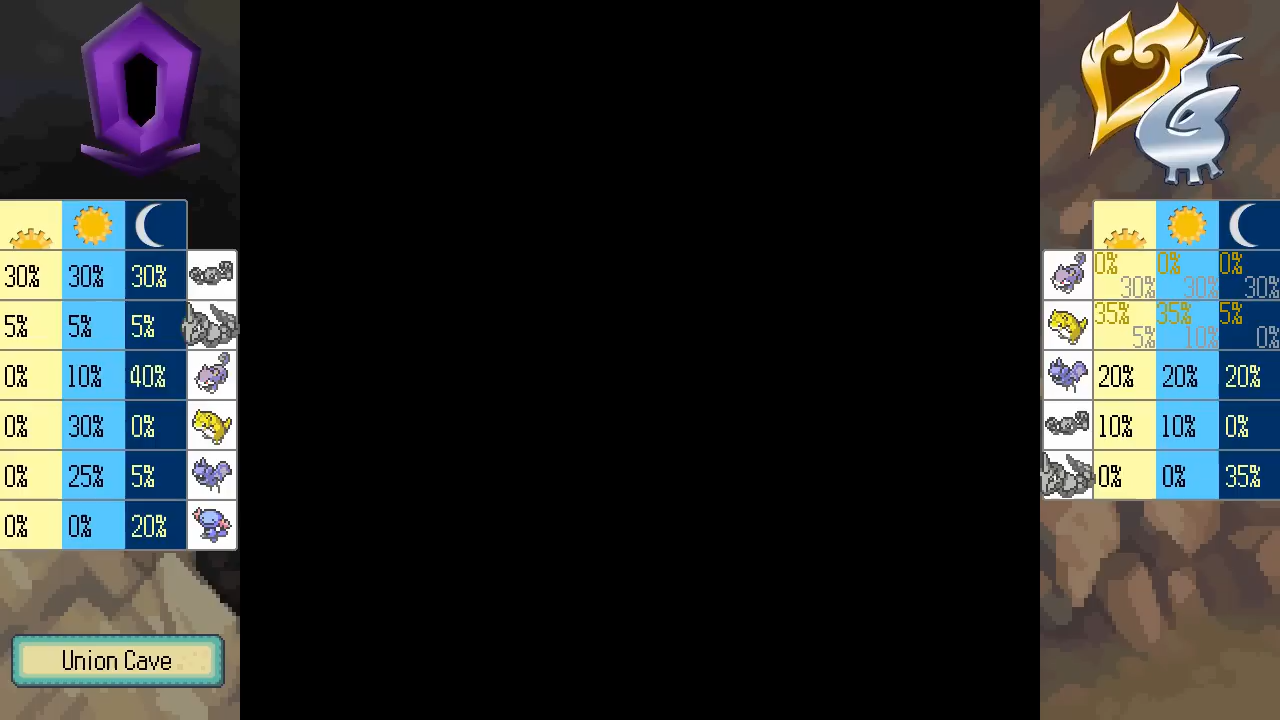 30% 30% 30%
5% 5% 5%
0% 10% 40%
0% 30% 0%
0% 25% 5%
0% 0% 20%
Union Cave
0% 0% 0%
30% 30% 30%
35% 35% 5%
5% 10% 0%
20% 20% 20%
10% 10% 0%
0% 0% 35%